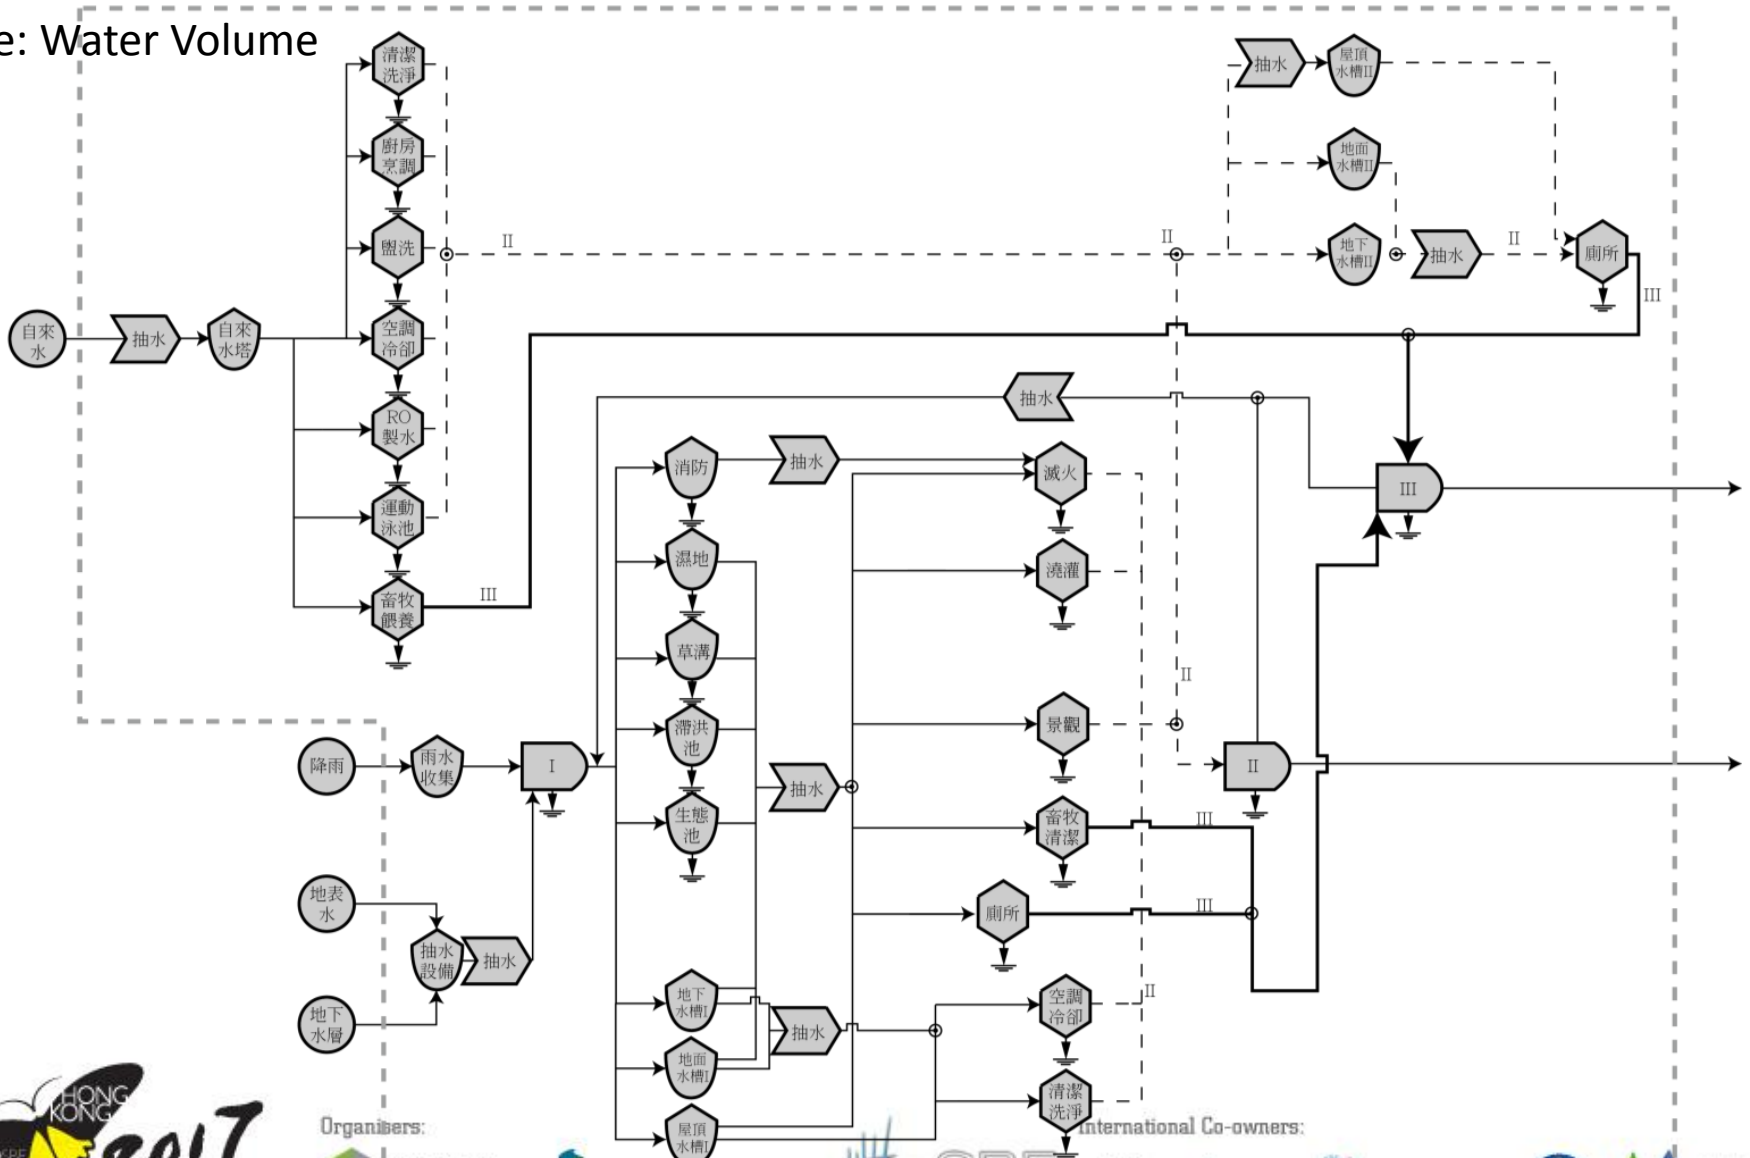 e: Water Volume
清潔
洗淨
廚房
烹調
盥洗
空調
冷卻
RO
製水
運動
泳池
畜牧
餵養
自來
水
抽水
自來
水塔
II
II
抽水
屋頂
水槽II
地面
水槽II
地下
水槽II
抽水
II
廁所
III
III
抽水
III
消防
抽水
滅火
濕地
澆灌
草溝
滯洪
池
生態
池
抽水
景觀
II
II
畜牧
清潔
III
廁所
III
降雨
雨水
收集
I
地表
水
抽水
設備
抽水
地下
水層
地下
水槽I
地面
水槽I
屋頂
水槽I
抽水
空調
冷卻
II
清潔
洗淨
HONG
KONG
2017
Organisers:
International Co-owners: